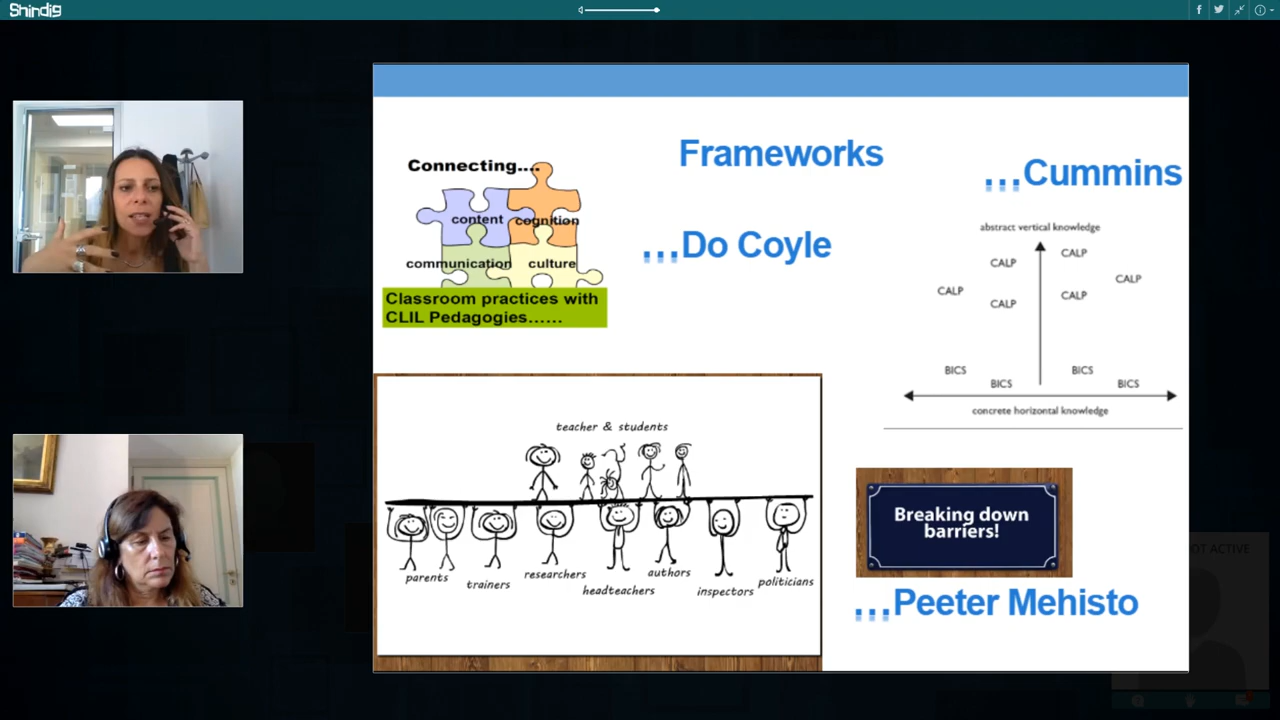 Shindig
Frameworks
Connecting....
content cognition
communication culture
Classroom practices with
CLIL Pedagogies......
...Do Coyle
...Cummins
abstract vertical knowledge
CALP
CALP
CALP
CALP
CALP
CALP
BICS
BICS
BICS
BICS
concrete horizontal knowledge
teacher & students
parents
trainers
researchers
headteachers
authors
inspectors
politicians
Breaking down
barriers!
...Peeter Mehisto
OT ACTIVE